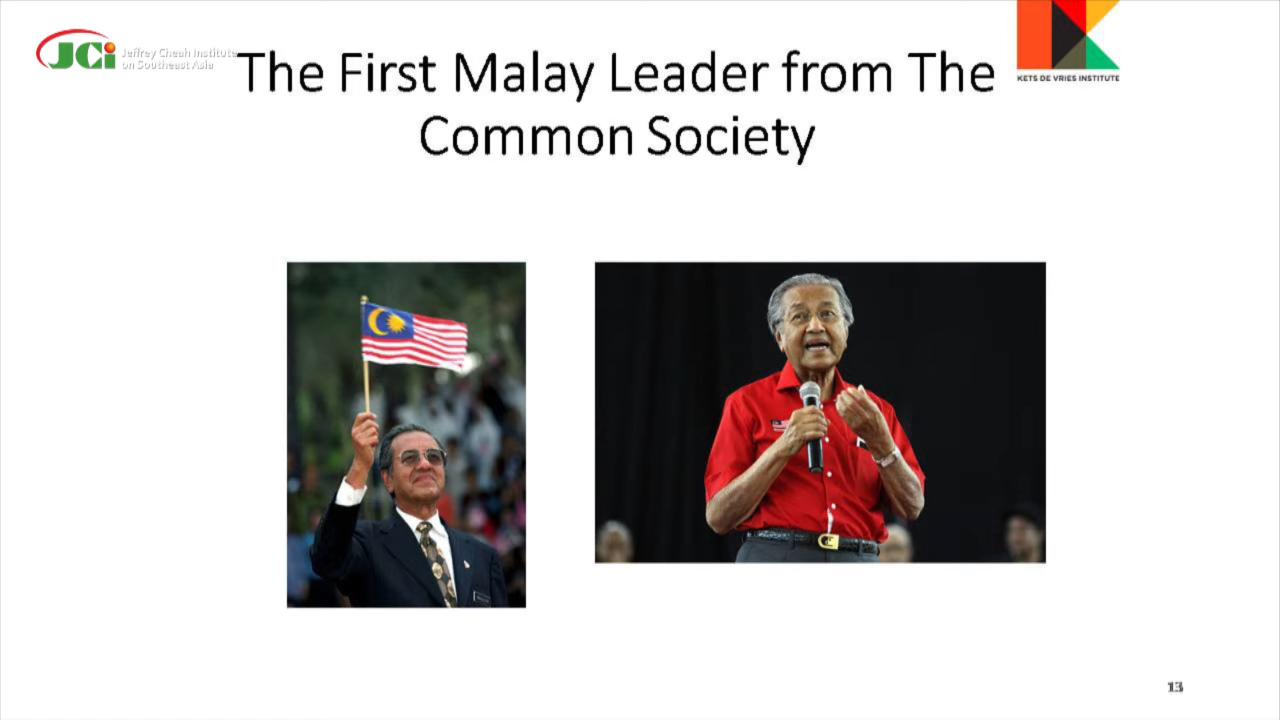 JCi
Jeffrey Cheah Institute
on Southeast Asia
The First Malay Leader from The
Common Society
KETS DE VRIES INSTITUTE
13